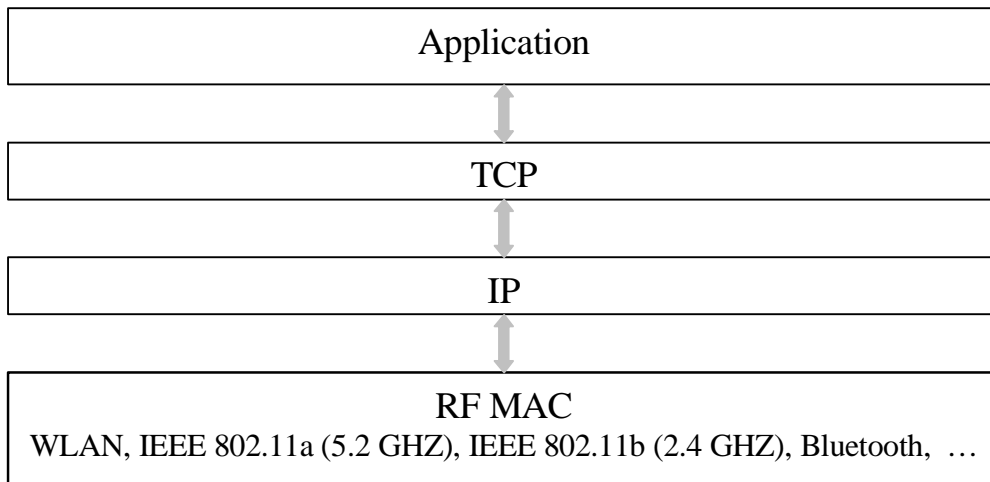 Application
TCP
IP
RF MAC
WLAN, IEEE 802.11a (5.2 GHZ), IEEE 802.11b (2.4 GHZ), Bluetooth, …